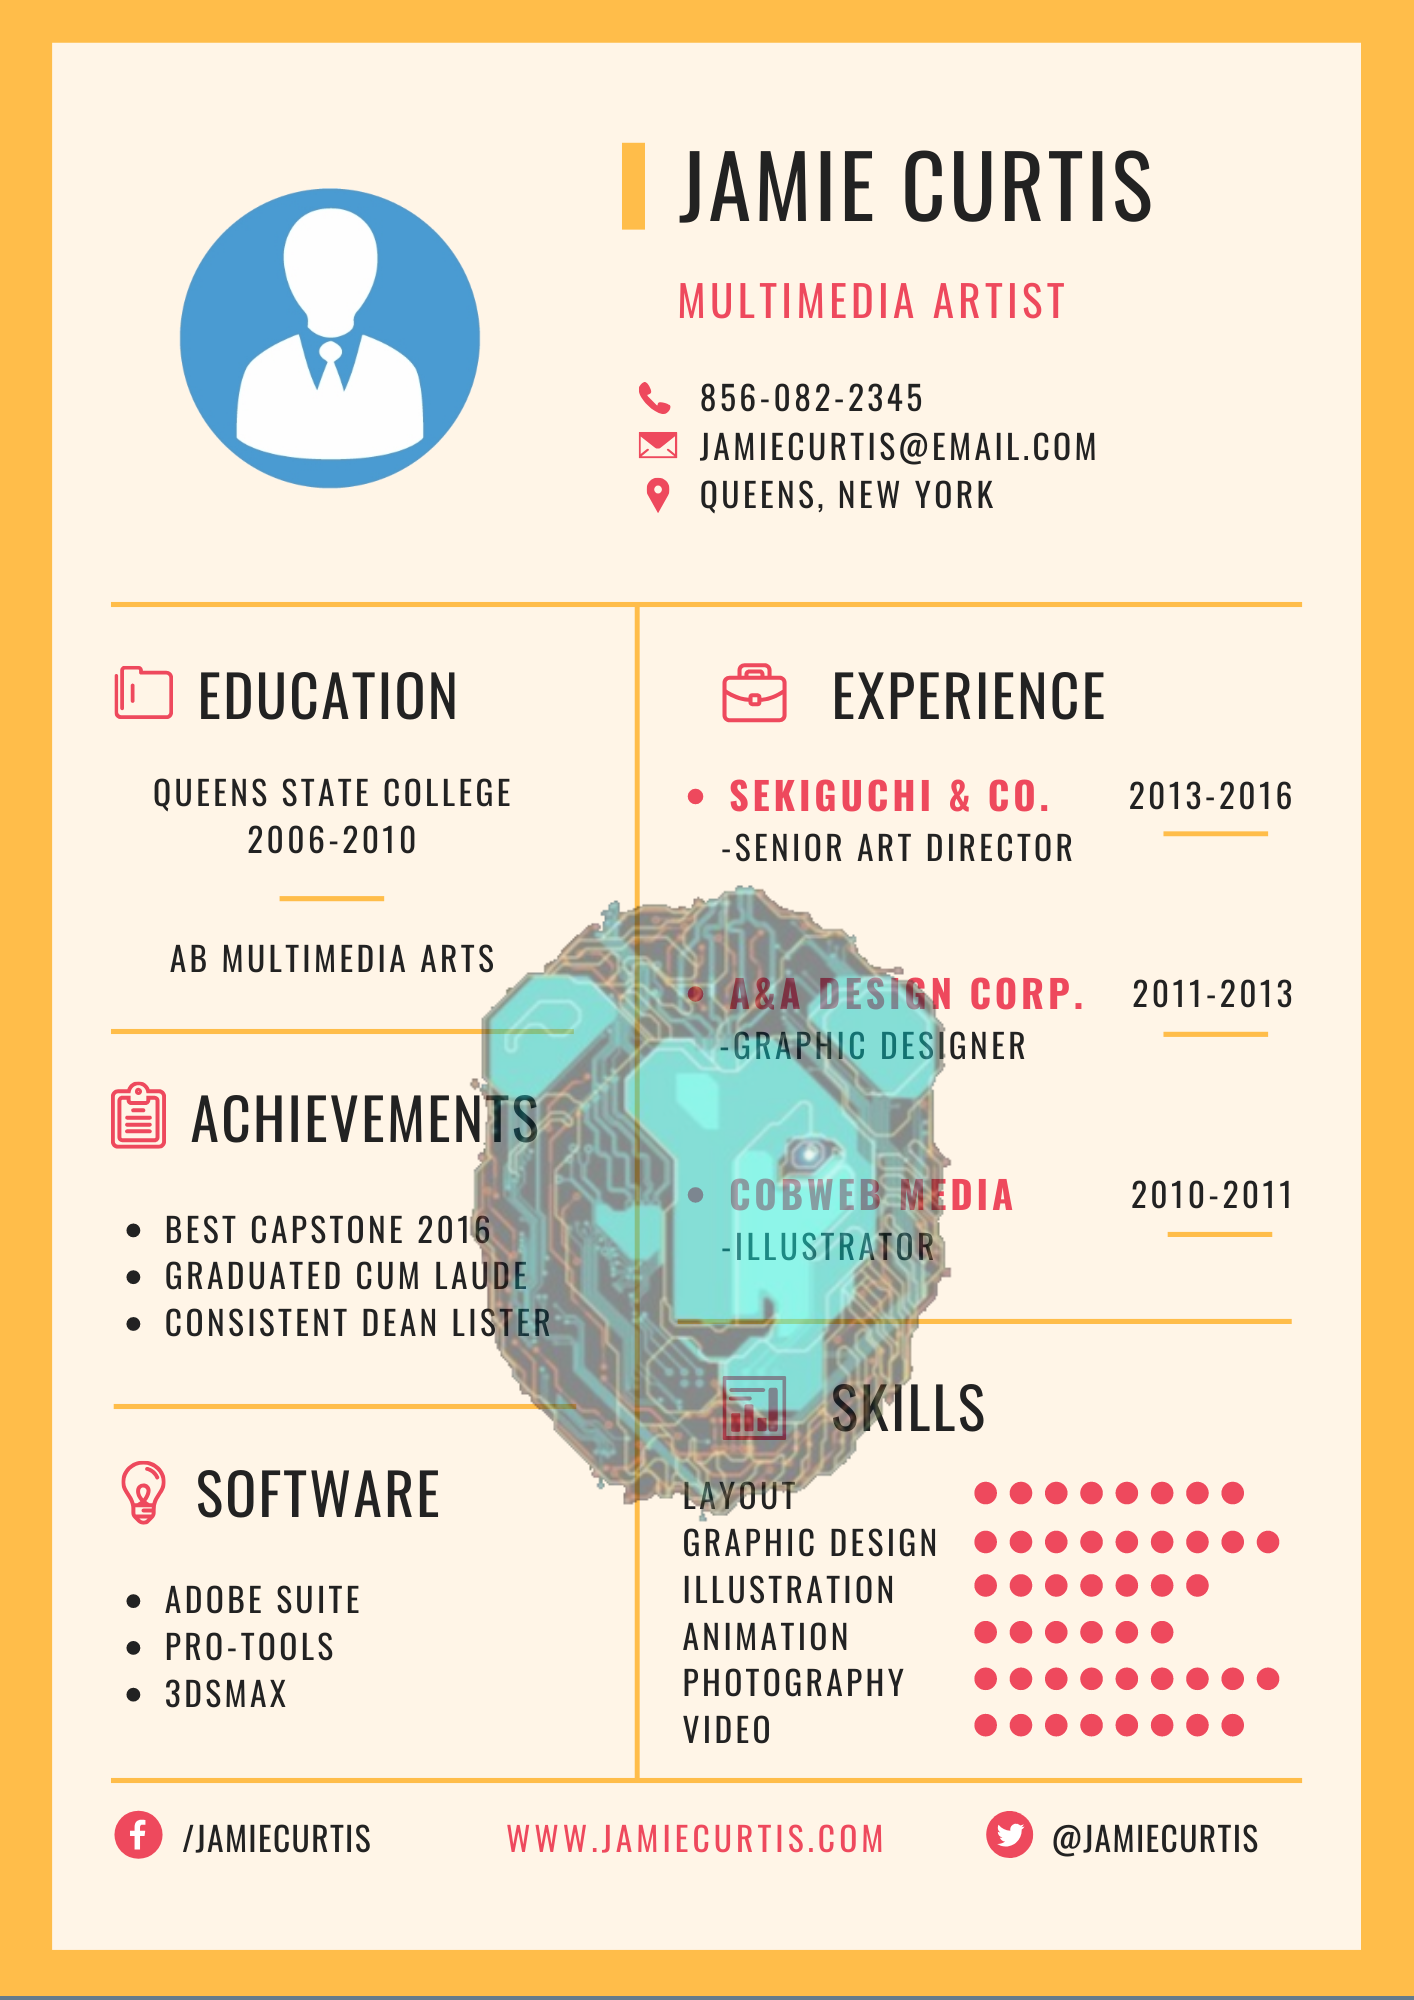 JAMIE CURTIS
MULTIMEDIA ARTIST
856-082-2345
JAMIECURTIS@EMAIL.COM
QUEENS, NEW YORK
EDUCATION
QUEENS STATE COLLEGE
2006-2010
AB MULTIMEDIA ARTS
ACHIEVEMENTS
BEST CAPSTONE 2016
GRADUATED CUM LAUDE
CONSISTENT DEAN LISTER
SOFTWARE
ADOBE SUITE
PRO-TOOLS
3DSMAX
EXPERIENCE
SEKIGUCHI & CO. 2013-2016
-SENIOR ART DIRECTOR
A&A DESIGN CORP. 2011-2013
-GRAPHIC DESIGNER
COBWEB MEDIA 2010-2011
-ILLUSTRATOR
SKILLS
LAYOUT
GRAPHIC DESIGN
ILLUSTRATION
ANIMATION
PHOTOGRAPHY
VIDEO
/JAMIECURTIS WWW.JAMIECURTIS.COM @JAMIECURTIS